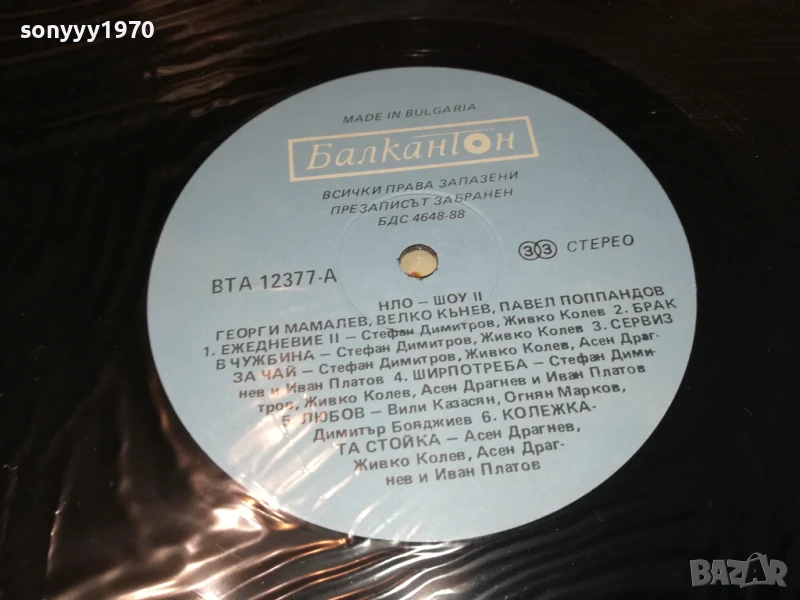 sonyyy1970
MADE IN BULGARIA
Балкантон
ВСИЧКИ ПРАВА ЗАПАЗЕНИ
ПРЕЗАПИСЪТ ЗАБРАНЕН
БДС 4648-88
ВТА 12377-А
33 СТЕРЕО
НЛО – ШОУ II
ГЕОРГИ МАМАЛЕВ, ВЕЛКО КЪНЕВ, ПАВЕЛ ПОППАНДОВ
1. ЕЖЕДНЕВИЕ II – Стефан Димитров, Живко Колев 2. БРАК
В ЧУЖБИНА – Стефан Димитров, Живко Колев 3. СЕРВИЗ
ЗА ЧАЙ – Стефан Димитров, Живко Колев, Асен Драг-
нев и Иван Платов 4. ШИРПОТРЕБА – Стефан Дими-
тров, Живко Колев, Асен Драгнев и Иван Платов
5. ЛЮБОВ – Вили Казасян, Огнян Марков,
Димитър Бояджиев 6. КОЛЕЖКА-
ТА СТОЙКА – Асен Драгнев,
Живко Колев, Асен Драг-
нев и Иван Платов
BAZAR